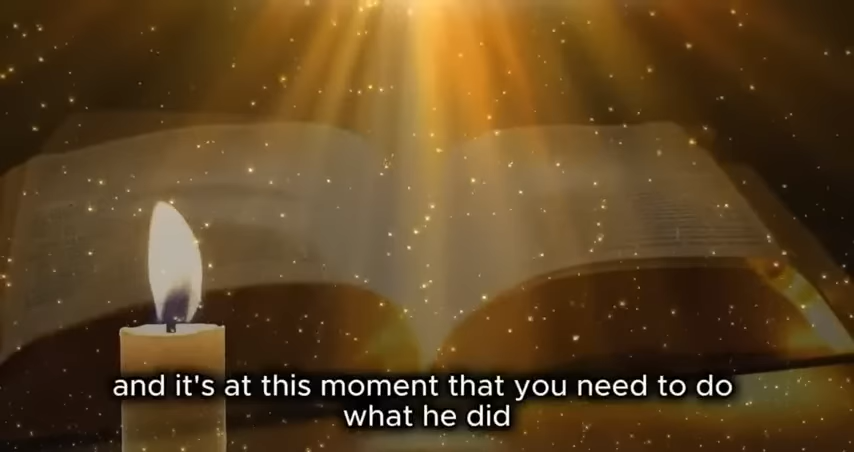 and it's at this moment that you need to do
what he did